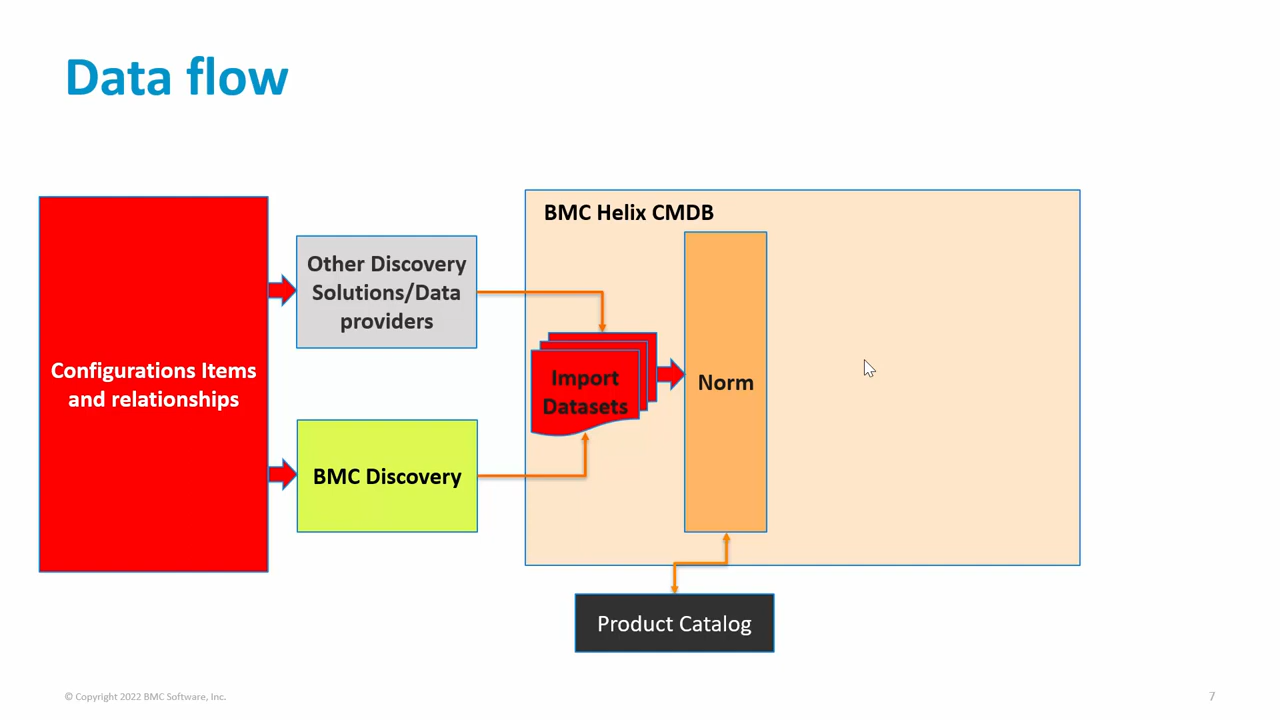 Data flow
Configurations Items
and relationships
Other Discovery
Solutions/Data
providers
BMC Discovery
BMC Helix CMDB
Import
Datasets
Norm
Product Catalog
© Copyright 2022 BMC Software, Inc.
7